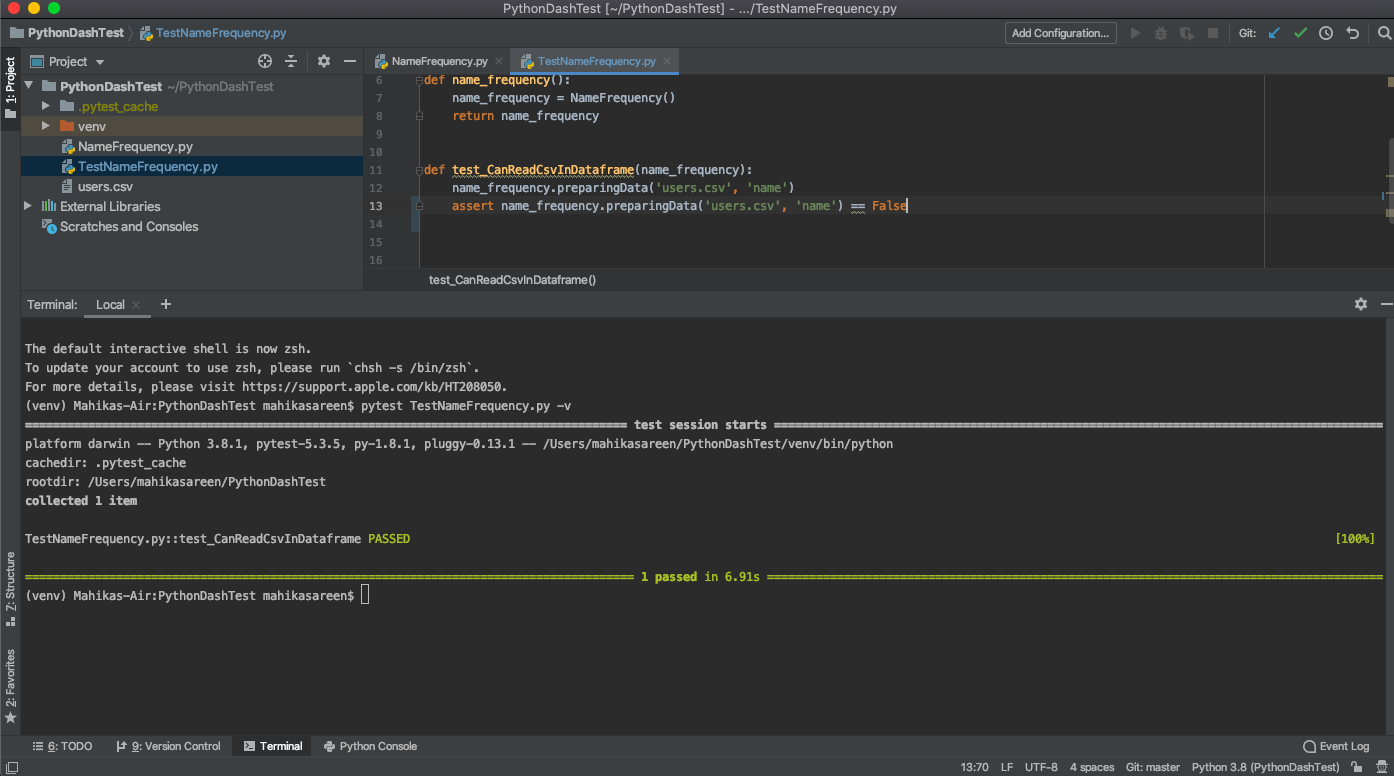 PythonDashTest [~/PythonDashTest] - .../TestNameFrequency.py
PythonDashTest TestNameFrequency.py Add Configuration... Git:
1: Project
Project
NameFrequency.py TestNameFrequency.py
PythonDashTest ~/PythonDashTest
.pytest_cache
venv
NameFrequency.py
TestNameFrequency.py
users.csv
External Libraries
Scratches and Consoles
6 def name_frequency():
7 name_frequency = NameFrequency()
8 return name_frequency
9
10
11 def test_CanReadCsvInDataframe(name_frequency):
12 name_frequency.preparingData('users.csv', 'name')
13 assert name_frequency.preparingData('users.csv', 'name') == False
14
15
16
test_CanReadCsvInDataframe()
Terminal: Local +
The default interactive shell is now zsh.
To update your account to use zsh, please run `chsh -s /bin/zsh`.
For more details, please visit https://support.apple.com/kb/HT208050.
(venv) Mahikas-Air:PythonDashTest mahikasareen$ pytest TestNameFrequency.py -v
test session starts
platform darwin -- Python 3.8.1, pytest-5.3.5, py-1.8.1, pluggy-0.13.1 -- /Users/mahikasareen/PythonDashTest/venv/bin/python
cachedir: .pytest_cache
rootdir: /Users/mahikasareen/PythonDashTest
collected 1 item
TestNameFrequency.py::test_CanReadCsvInDataframe PASSED [100%]
1 passed in 6.91s
(venv) Mahikas-Air:PythonDashTest mahikasareen$
Z: Structure
2: Favorites
6: TODO 9: Version Control Terminal Python Console Event Log
13:70 LF UTF-8 4 spaces Git: master Python 3.8 (PythonDashTest)